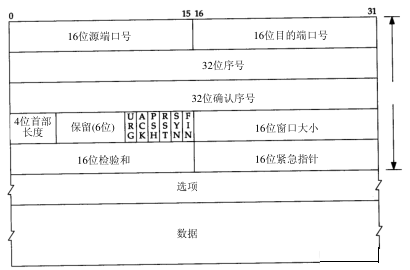 0 15 16 31
16位源端口号 16位目的端口号
32位序号
32位确认序号
4位首部长度 保留(6位) URG ACK PSH RST SYN FIN 16位窗口大小
16位检验和 16位紧急指针
选项
数据